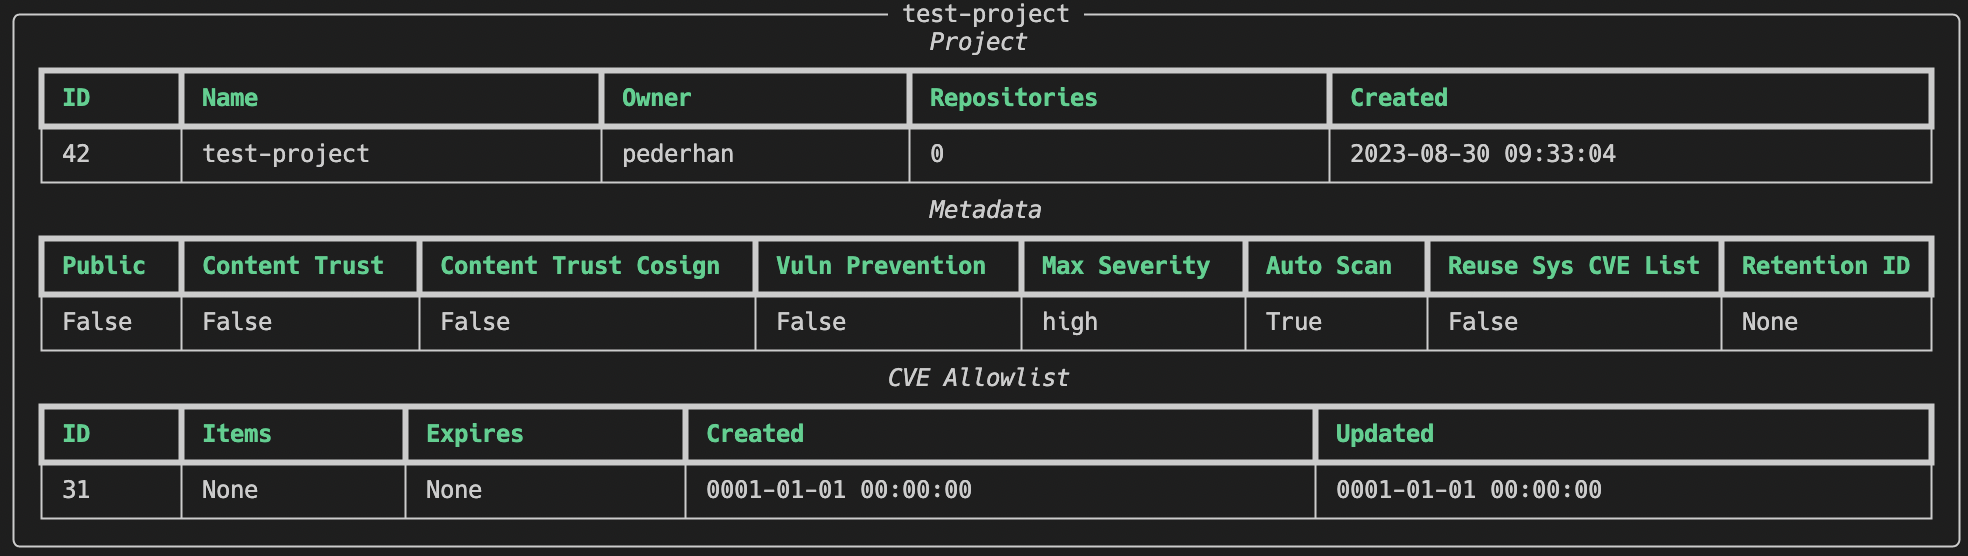 test-project
Project
ID Name Owner Repositories Created
42 test-project pederhan 0 2023-08-30 09:33:04
Metadata
Public Content Trust Content Trust Cosign Vuln Prevention Max Severity Auto Scan Reuse Sys CVE List Retention ID
False False False False high True False None
CVE Allowlist
ID Items Expires Created Updated
31 None None 0001-01-01 00:00:00 0001-01-01 00:00:00